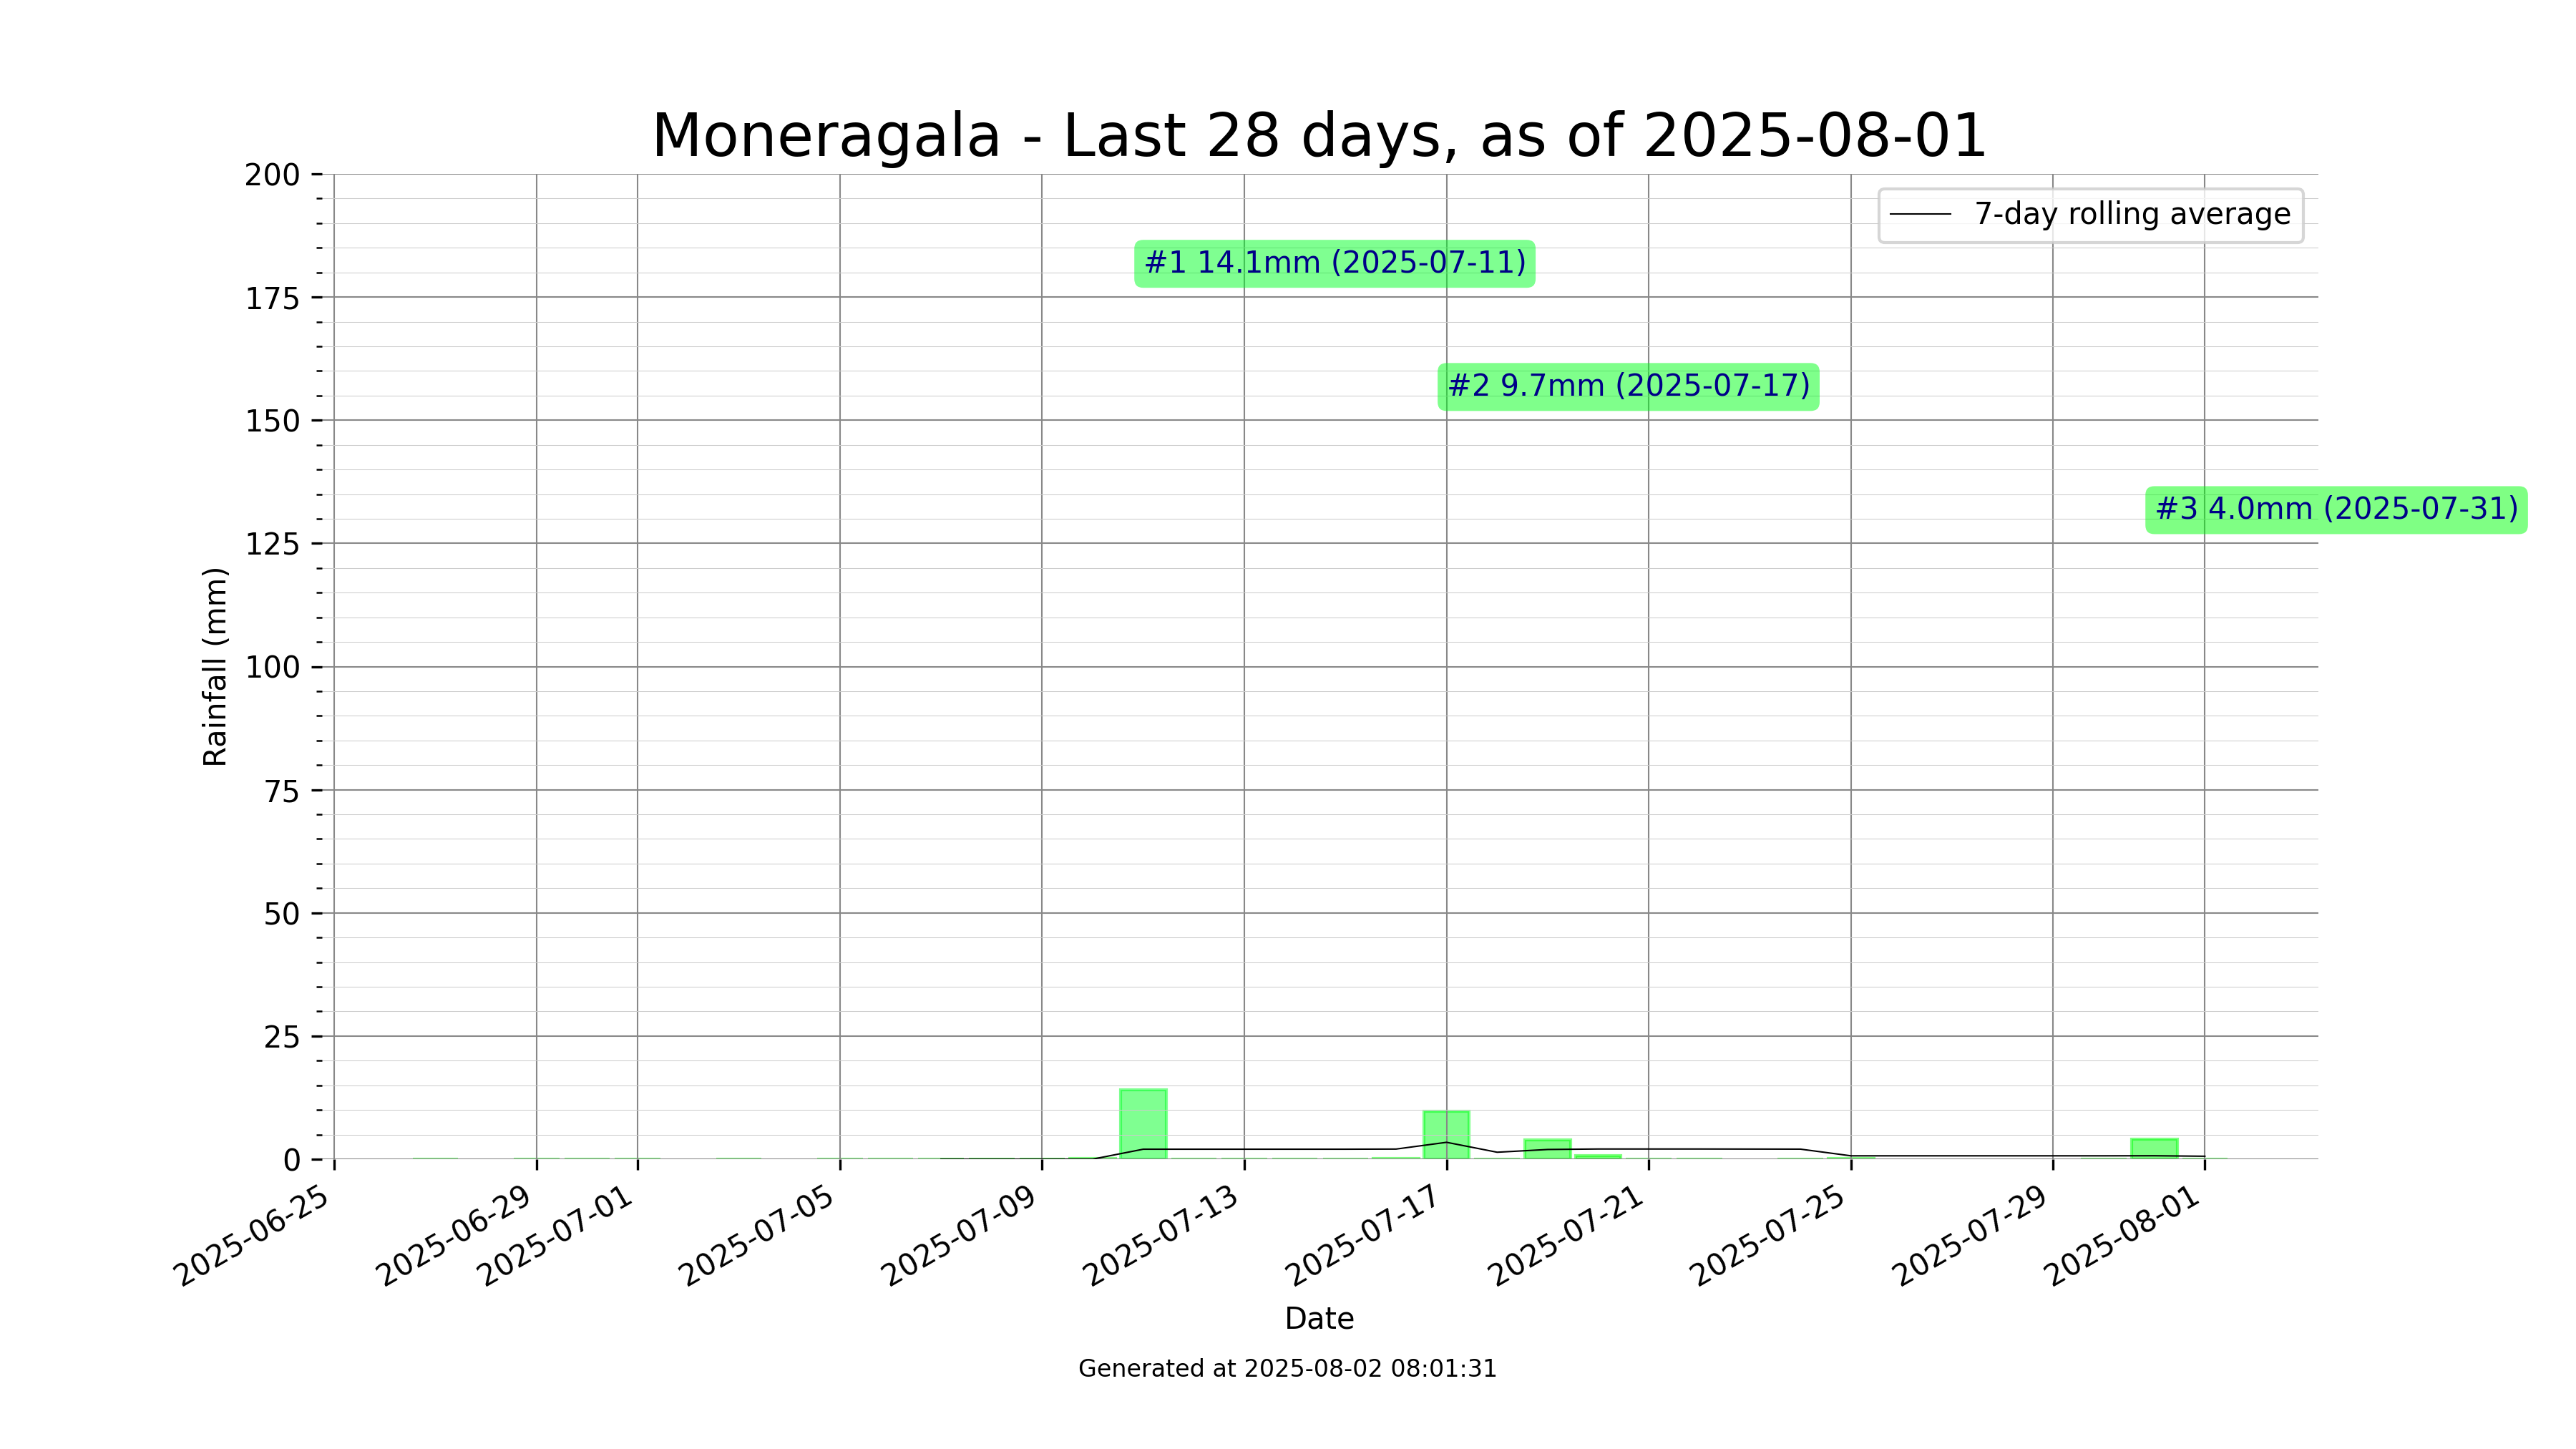 Moneragala - Last 28 days, as of 2025-08-01
7-day rolling average
#1 14.1mm (2025-07-11)
#2 9.7mm (2025-07-17)
#3 4.0mm (2025-07-31)
Rainfall (mm)
200
175
150
125
100
75
50
25
0
2025-06-25
2025-06-29
2025-07-01
2025-07-05
2025-07-09
2025-07-13
2025-07-17
2025-07-21
2025-07-25
2025-07-29
2025-08-01
Date
Generated at 2025-08-02 08:01:31